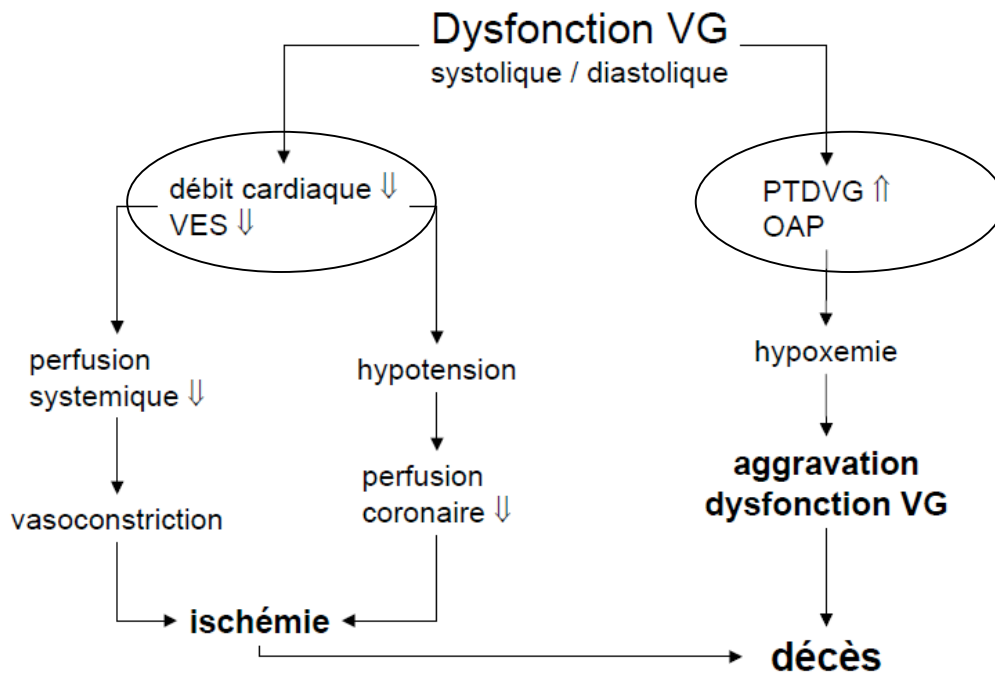 Dysfonction VG
systolique / diastolique
débit cardiaque ⇓
VES ⇓
PTDVG ⇑
OAP
perfusion
systemique ⇓
hypotension
hypoxemie
vasoconstriction
perfusion
coronaire ⇓
aggravation
dysfonction VG
ischémie
décès